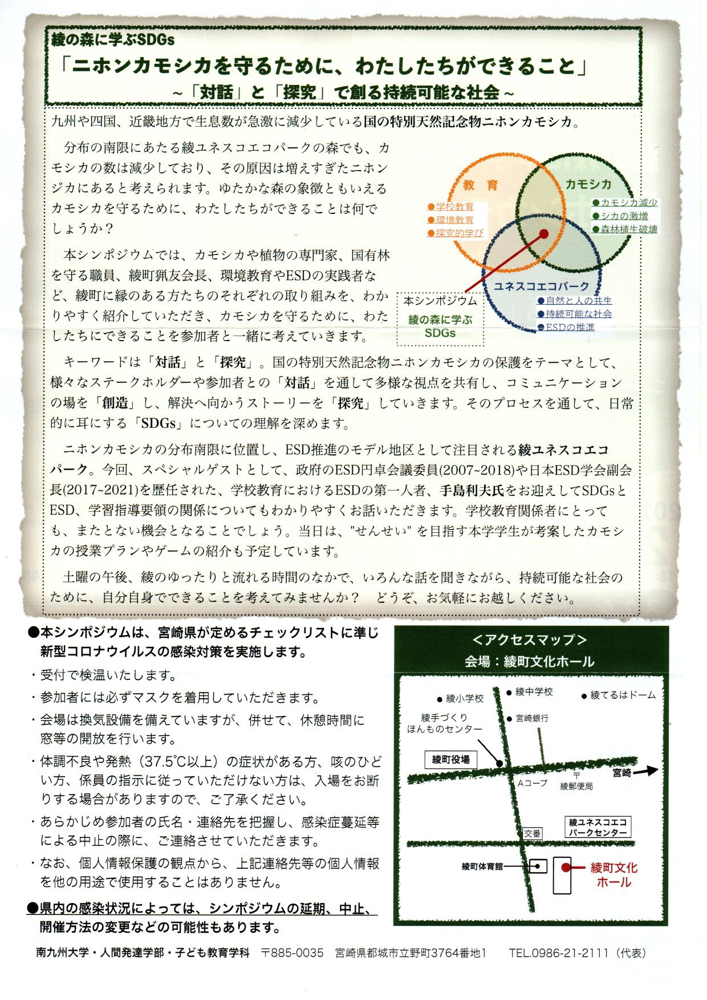 綾の森に学ぶSDGs
「ニホンカモシカを守るために、わたしたちができること」
～「対話」と「探究」で創る持続可能な社会～
九州や四国、近畿地方で生息数が急激に減少している国の特別天然記念物ニホンカモシカ。
分布の南限にあたる綾ユネスコエコパークの森でも、カ
モシカの数は減少しており、その原因は増えすぎたニホン
ジカにあると考えられます。ゆたかな森の象徴ともいえる
カモシカを守るために、わたしたちができることは何で
しょうか？
本シンポジウムでは、カモシカや植物の専門家、国有林
を守る職員、綾町猟友会長、環境教育やESDの実践者な
ど、綾町に縁のある方たちのそれぞれの取り組みを、わか
りやすく紹介していただき、カモシカを守るために、わた
したちにできることを参加者と一緒に考えていきます。
教　育
●学校教育
●環境教育
●探究的学び
カモシカ
●カモシカ減少
●シカの激増
●森林植生破壊
ユネスコエコパーク
●自然と人の共生
●持続可能な社会
●ESDの推進
本シンポジウム
綾の森に学ぶ
SDGs
キーワードは「対話」と「探究」。国の特別天然記念物ニホンカモシカの保護をテーマとして、
様々なステークホルダーや参加者との「対話」を通して多様な視点を共有し、コミュニケーション
の場を「創造」し、解決へ向かうストーリーを「探究」していきます。そのプロセスを通して、日常
的に耳にする「SDGs」についての理解を深めます。
ニホンカモシカの分布南限に位置し、ESD推進のモデル地区として注目される綾ユネスコエコ
パーク。今回、スペシャルゲストとして、政府のESD円卓会議委員(2007~2018)や日本ESD学会副会
長(2017~2021)を歴任された、学校教育におけるESDの第一人者、手島利夫氏をお迎えしてSDGsと
ESD、学習指導要領の関係についてもわかりやすくお話いただきます。学校教育関係者にとって
も、またとない機会となることでしょう。当日は、"せんせい" を目指す本学学生が考案したカモシ
カの授業プランやゲームの紹介も予定しています。
土曜の午後、綾のゆったりと流れる時間のなかで、いろんな話を聞きながら、持続可能な社会の
ために、自分自身でできることを考えてみませんか？　どうぞ、お気軽にお越しください。
●本シンポジウムは、宮崎県が定めるチェックリストに準じ
新型コロナウイルスの感染対策を実施します。
・受付で検温いたします。
・参加者には必ずマスクを着用していただきます。
・会場は換気設備を備えていますが、併せて、休憩時間に
窓等の開放を行います。
・体調不良や発熱（37.5℃以上）の症状がある方、咳のひど
い方、係員の指示に従っていただけない方は、入場をお断
りする場合がありますので、ご了承ください。
・あらかじめ参加者の氏名・連絡先を把握し、感染症蔓延等
による中止の際に、ご連絡させていただきます。
・なお、個人情報保護の観点から、上記連絡先等の個人情報
を他の用途で使用することはありません。
●県内の感染状況によっては、シンポジウムの延期、中止、
開催方法の変更などの可能性もあります。
＜アクセスマップ＞
会場：綾町文化ホール
●綾小学校
●綾中学校
●綾てるはドーム
綾手づくり
ほんものセンター
●宮崎銀行
綾町役場
Aコープ
〒
綾郵便局
宮崎
交番
綾ユネスコエコ
パークセンター
綾町体育館
綾町文化
ホール
南九州大学・人間発達学部・子ども教育学科　〒885-0035　宮崎県都城市立野町3764番地1　TEL.0986-21-2111（代表）